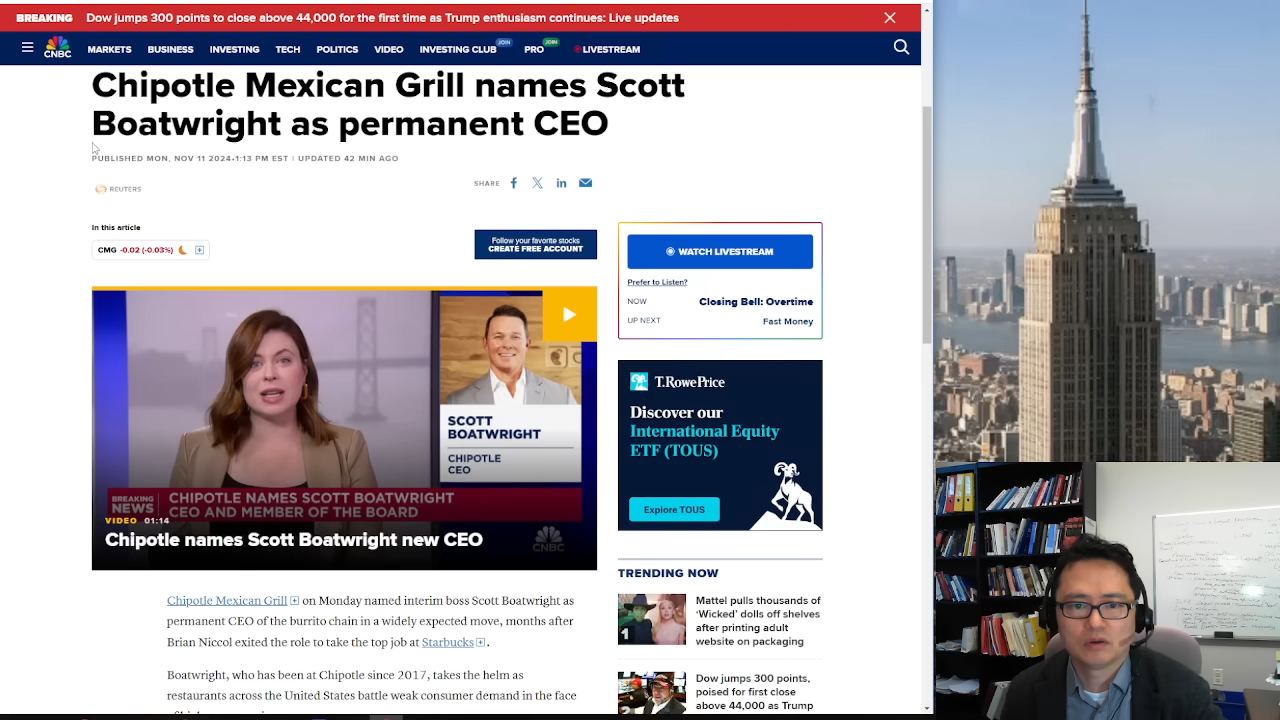 BREAKING Dow jumps 300 points to close above 44,000 for the first time as Trump enthusiasm continues: Live updates
CNBC
MARKETS BUSINESS INVESTING TECH POLITICS VIDEO INVESTING CLUB JOIN PRO JOIN LIVESTREAM
Chipotle Mexican Grill names Scott
Boatwright as permanent CEO
PUBLISHED MON, NOV 11 2024•1:13 PM EST | UPDATED 42 MIN AGO
REUTERS
SHARE
In this article
CMG -0.02 (-0.03%)
Follow your favorite stocks
CREATE FREE ACCOUNT
SCOTT
BOATWRIGHT
CHIPOTLE
CEO
BREAKING
NEWS
CHIPOTLE NAMES SCOTT BOATWRIGHT
CEO AND MEMBER OF THE BOARD
VIDEO 01:14
Chipotle names Scott Boatwright new CEO
CNBC
Chipotle Mexican Grill on Monday named interim boss Scott Boatwright as
permanent CEO of the burrito chain in a widely expected move, months after
Brian Niccol exited the role to take the top job at Starbucks.
Boatwright, who has been at Chipotle since 2017, takes the helm as
restaurants across the United States battle weak consumer demand in the face
WATCH LIVESTREAM
Prefer to Listen?
NOW Closing Bell: Overtime
UP NEXT Fast Money
T.RowePrice
Discover our
International Equity
ETF (TOUS)
Explore TOUS
TRENDING NOW
1
Mattel pulls thousands of
‘Wicked’ dolls off shelves
after printing adult
website on packaging
Dow jumps 300 points,
poised for first close
above 44,000 as Trump